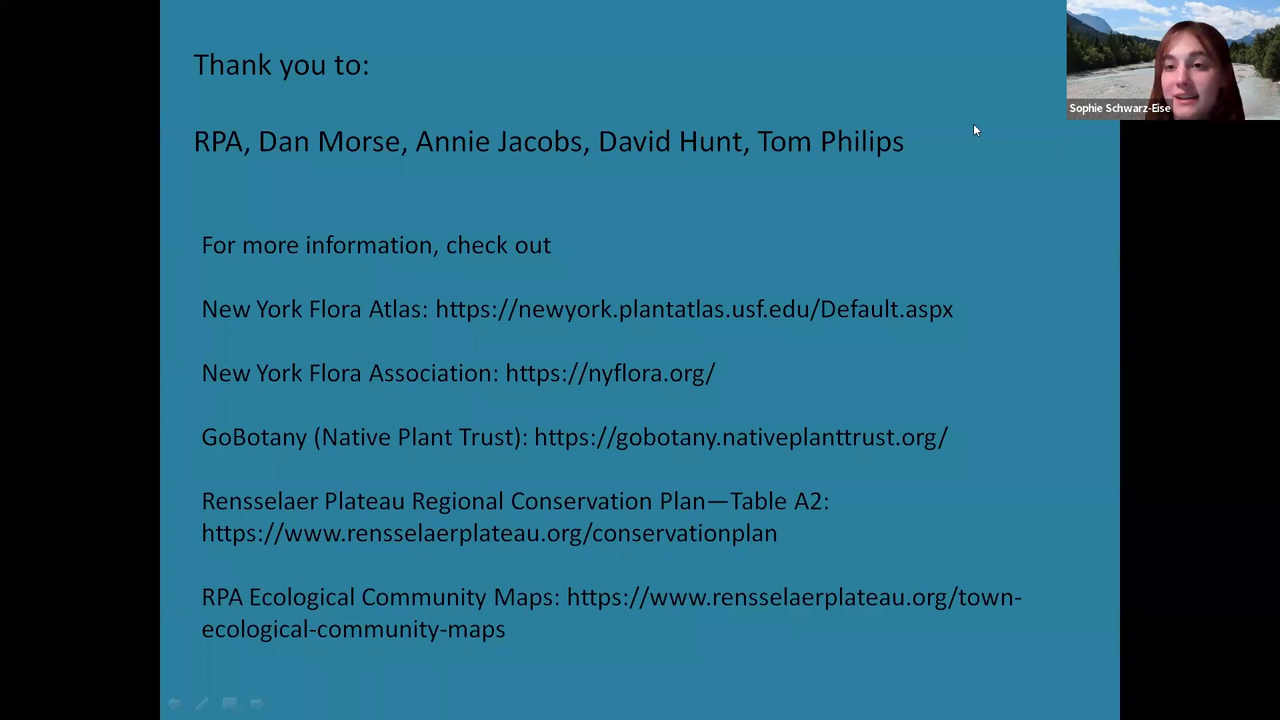 Thank you to:
RPA, Dan Morse, Annie Jacobs, David Hunt, Tom Philips
Sophie Schwarz-Eise
For more information, check out
New York Flora Atlas: https://newyork.plantatlas.usf.edu/Default.aspx
New York Flora Association: https://nyflora.org/
GoBotany (Native Plant Trust): https://gobotany.nativeplanttrust.org/
Rensselaer Plateau Regional Conservation Plan—Table A2:
https://www.rensselaerplateau.org/conservationplan
RPA Ecological Community Maps: https://www.rensselaerplateau.org/town-
ecological-community-maps